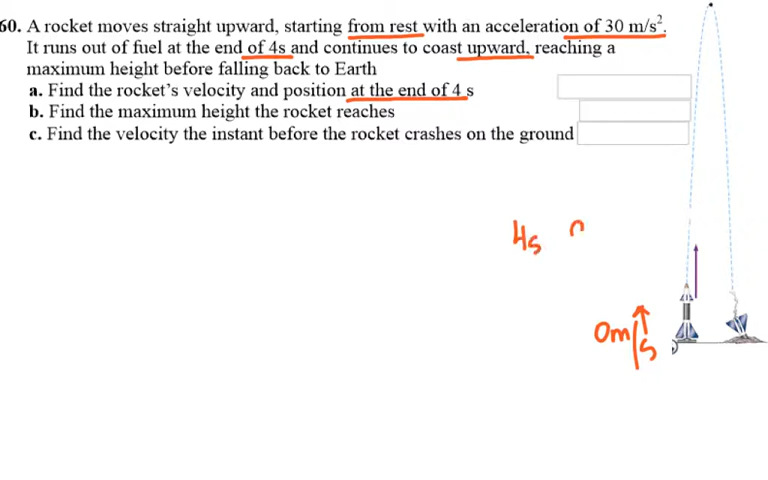 60. A rocket moves straight upward, starting from rest with an acceleration of 30 m/s².
It runs out of fuel at the end of 4s and continues to coast upward, reaching a
maximum height before falling back to Earth
a. Find the rocket's velocity and position at the end of 4 s
b. Find the maximum height the rocket reaches
c. Find the velocity the instant before the rocket crashes on the ground
4s
0m/s